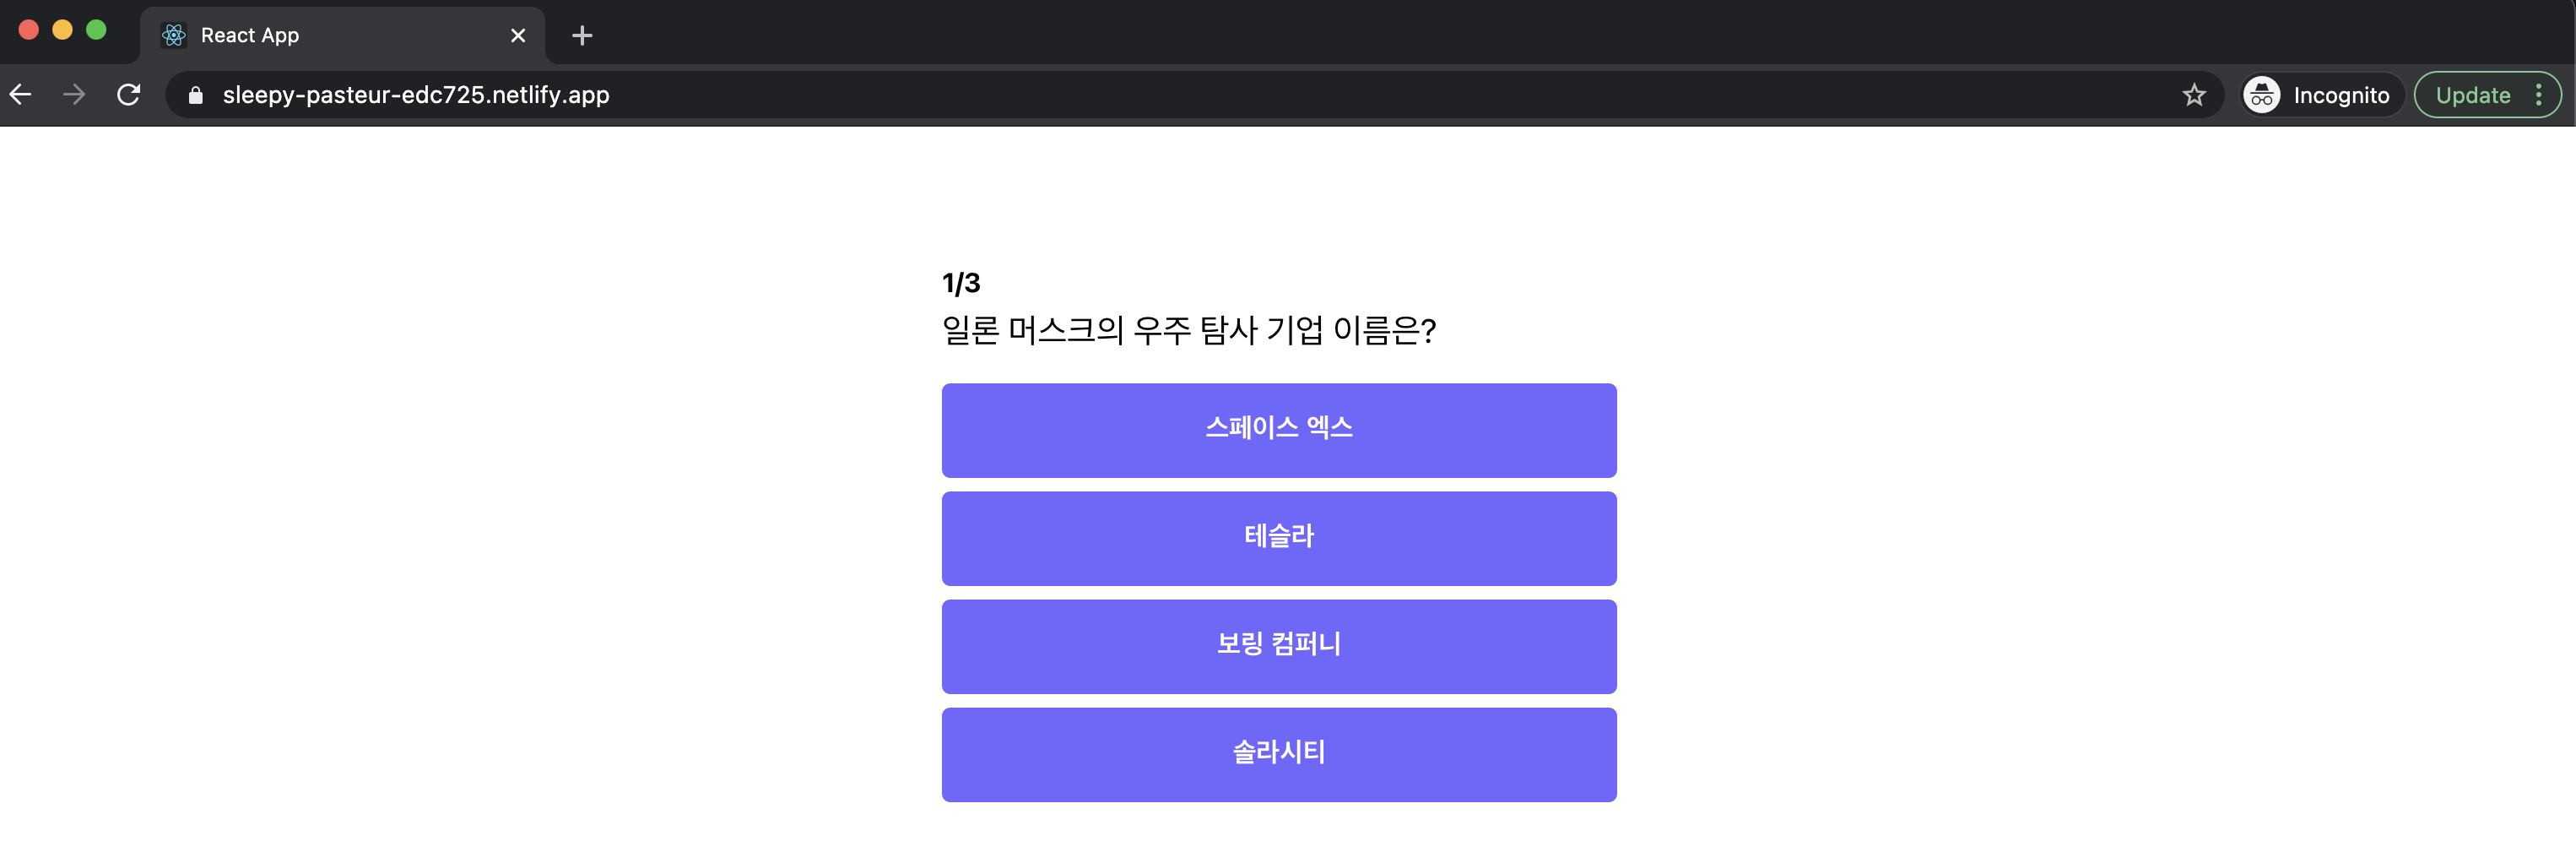 React App
sleepy-pasteur-edc725.netlify.app
Incognito
Update
1/3
일론 머스크의 우주 탐사 기업 이름은?
스페이스 엑스
테슬라
보링 컴퍼니
솔라시티